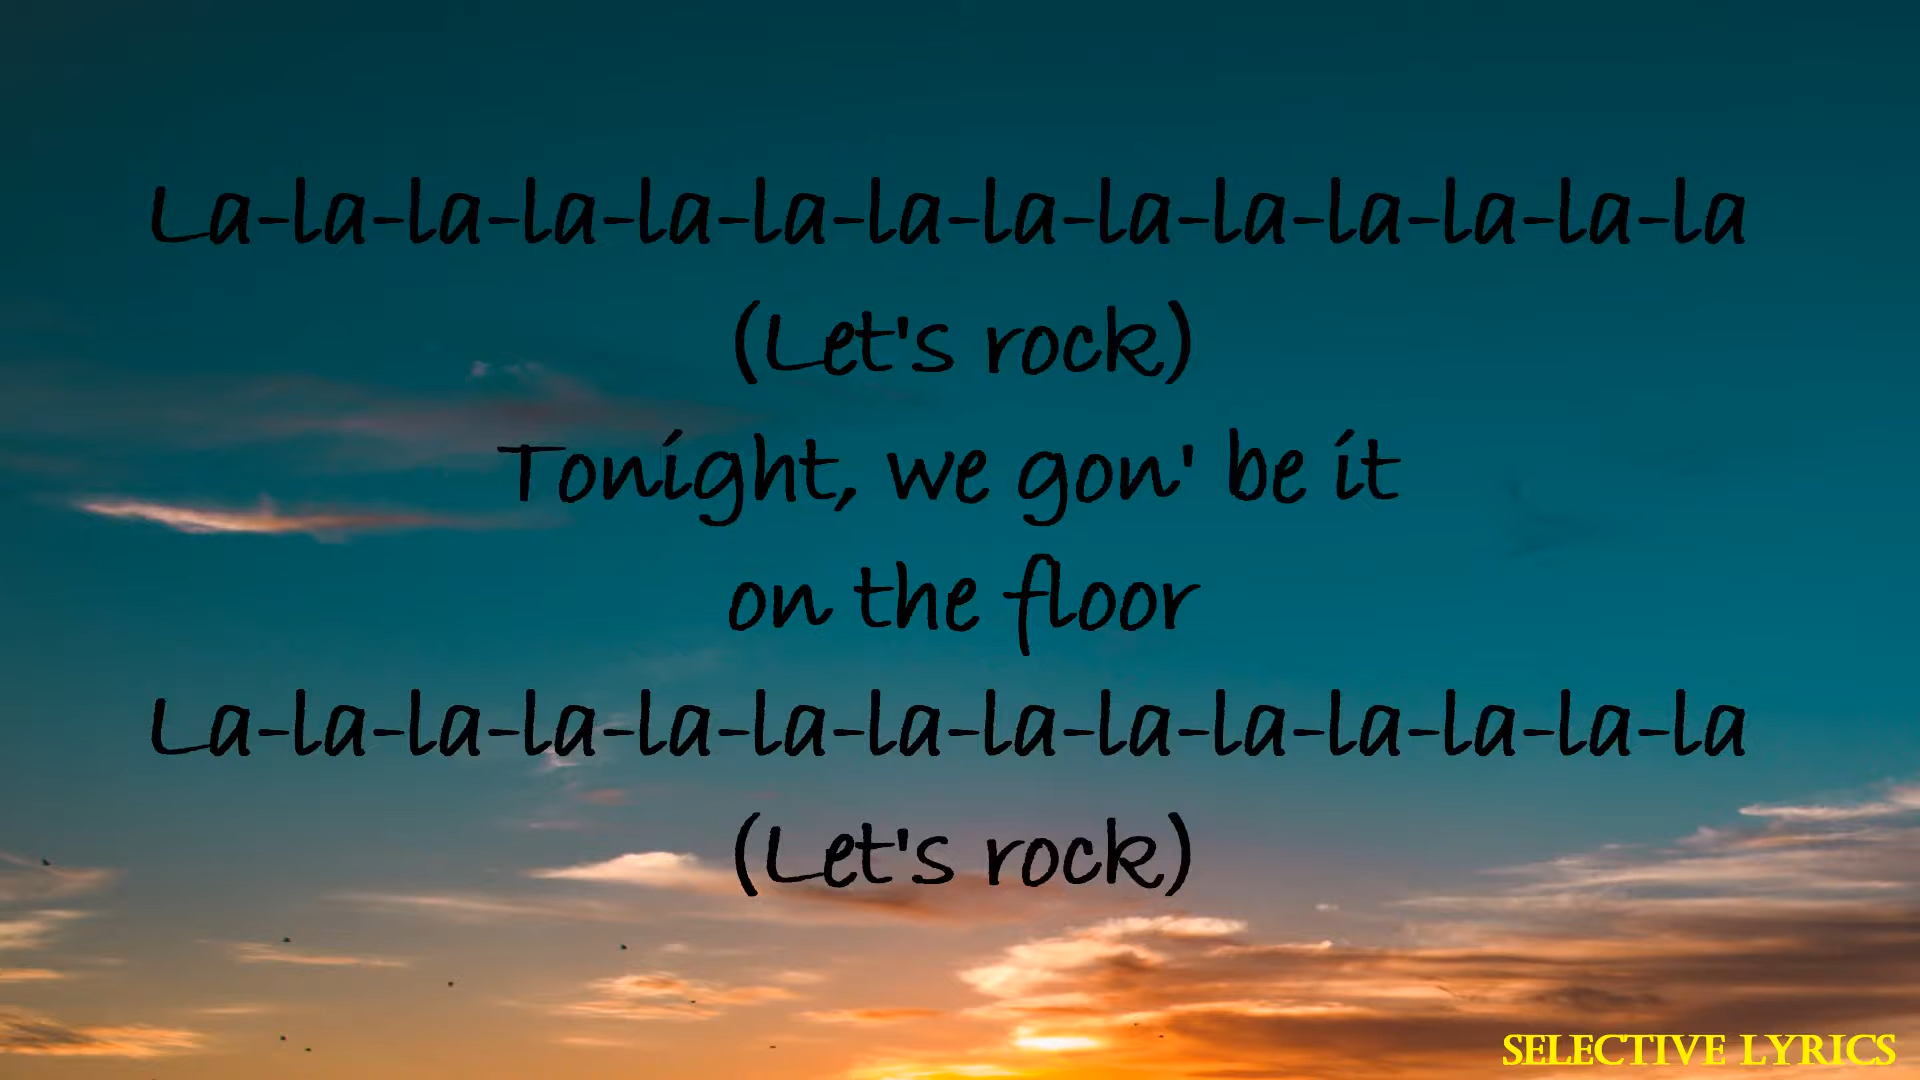 La-la-la-la-la-la-la-la-la-la-la-la-la-la
(Let's rock)
Tonight, we gon' be it
on the floor
La-la-la-la-la-la-la-la-la-la-la-la-la-la
(Let's rock)
SELECTIVE LYRICS